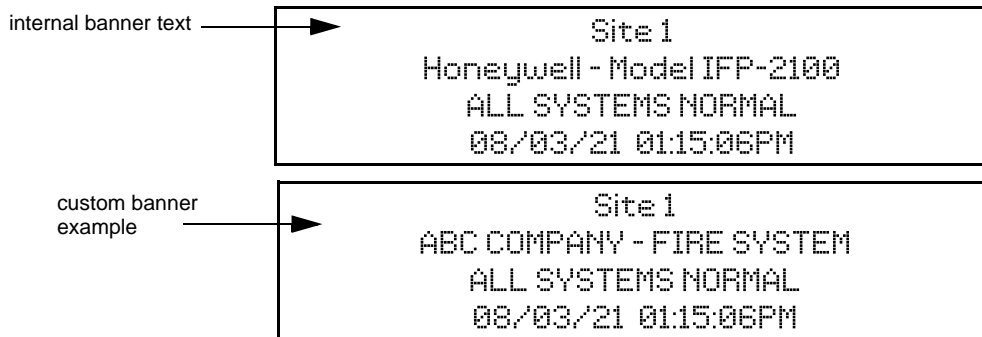 internal banner text
Site 1
Honeywell - Model IFP-2100
ALL SYSTEMS NORMAL
08/03/21 01:15:06PM
custom banner
example
Site 1
ABC COMPANY - FIRE SYSTEM
ALL SYSTEMS NORMAL
08/03/21 01:15:06PM